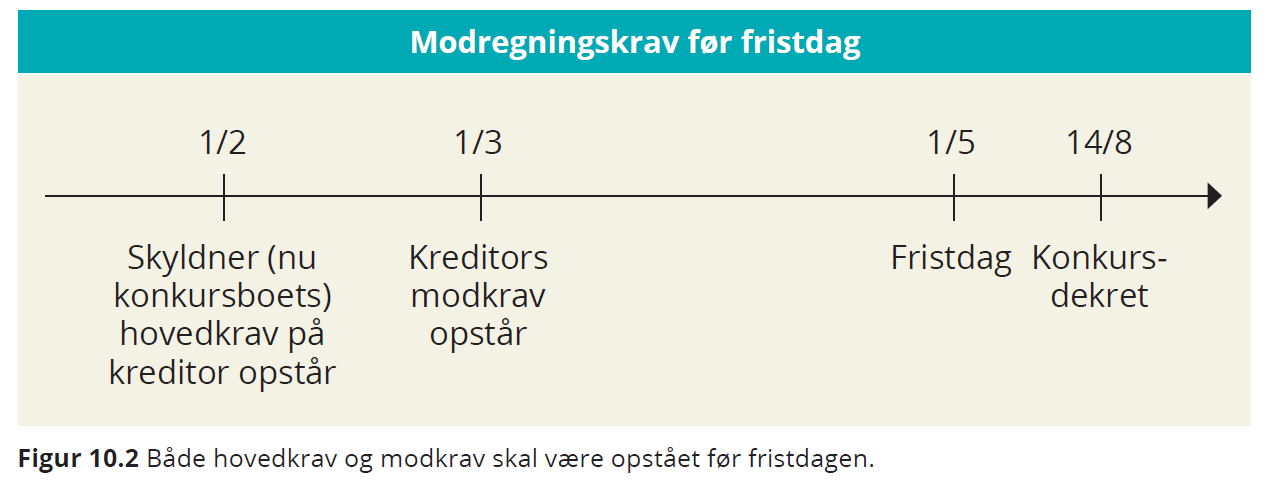 Modregningskrav før fristdag
1/2
1/3
1/5
14/8
Skyldner (nu
konkursboets)
hovedkrav på
kreditor opstår
Kreditors
modkrav
opstår
Fristdag
Konkurs-
dekret
Figur 10.2 Både hovedkrav og modkrav skal være opstået før fristdagen.